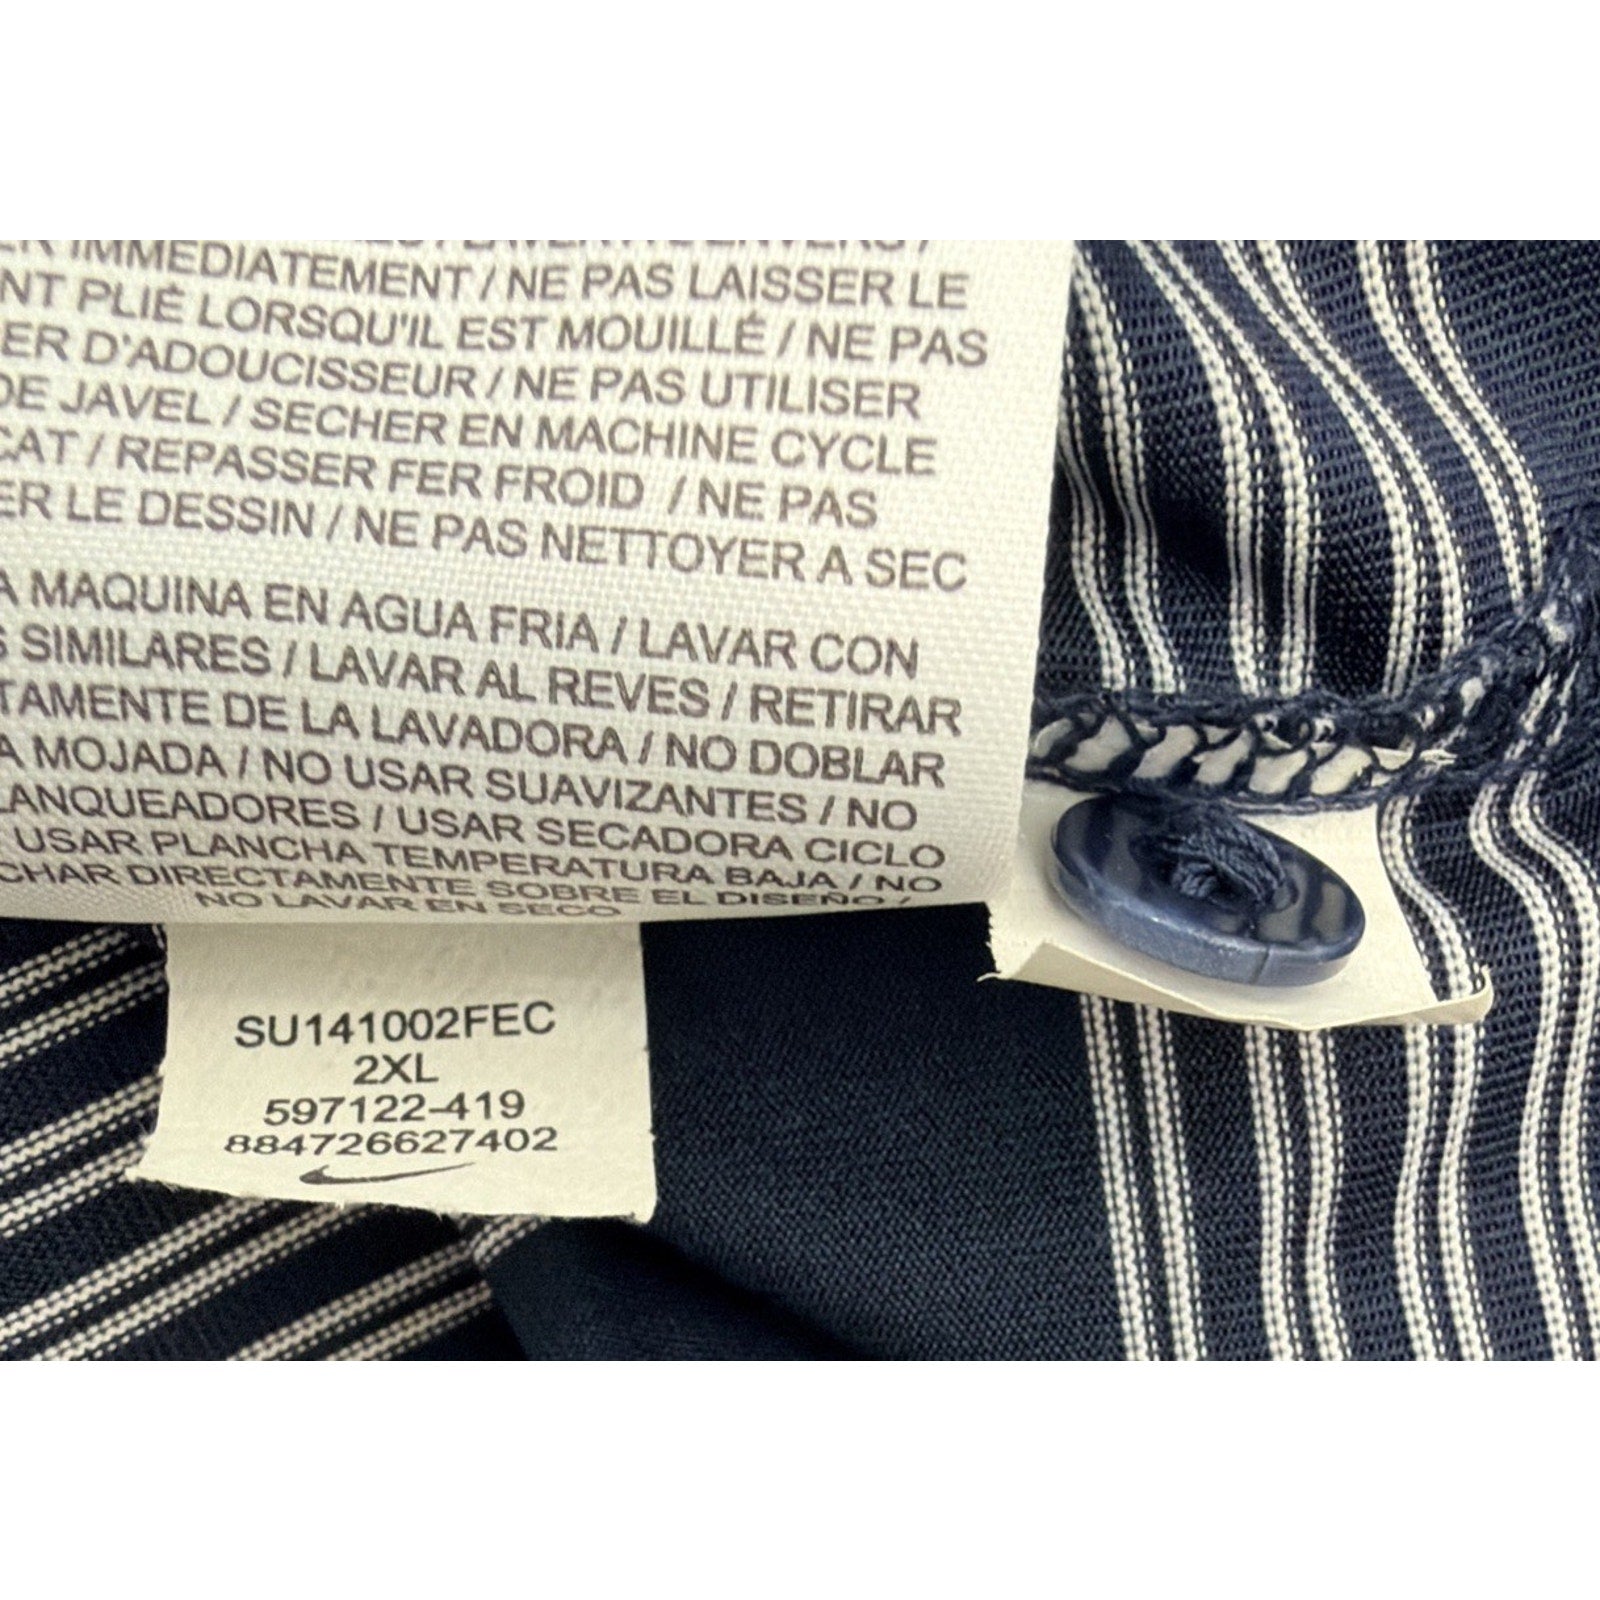 IMMEDIATEMENT / NE PAS LAISSER LE
NT PLIÉ LORSQU'IL EST MOUILLÉ / NE PAS
ER D'ADOUCISSEUR / NE PAS UTILISER
DE JAVEL / SECHER EN MACHINE CYCLE
CAT / REPASSER FER FROID / NE PAS
ER LE DESSIN / NE PAS NETTOYER A SEC
A MAQUINA EN AGUA FRIA / LAVAR CON
S SIMILARES / LAVAR AL REVES / RETIRAR
TAMENTE DE LA LAVADORA / NO DOBLAR
A MOJADA / NO USAR SUAVIZANTES / NO
LANQUEADORES / USAR SECADORA CICLO
USAR PLANCHA TEMPERATURA BAJA / NO
CHAR DIRECTAMENTE SOBRE EL DISEÑO /
NO LAVAR EN SECO
SU141002FEC
2XL
597122-419
884726627402